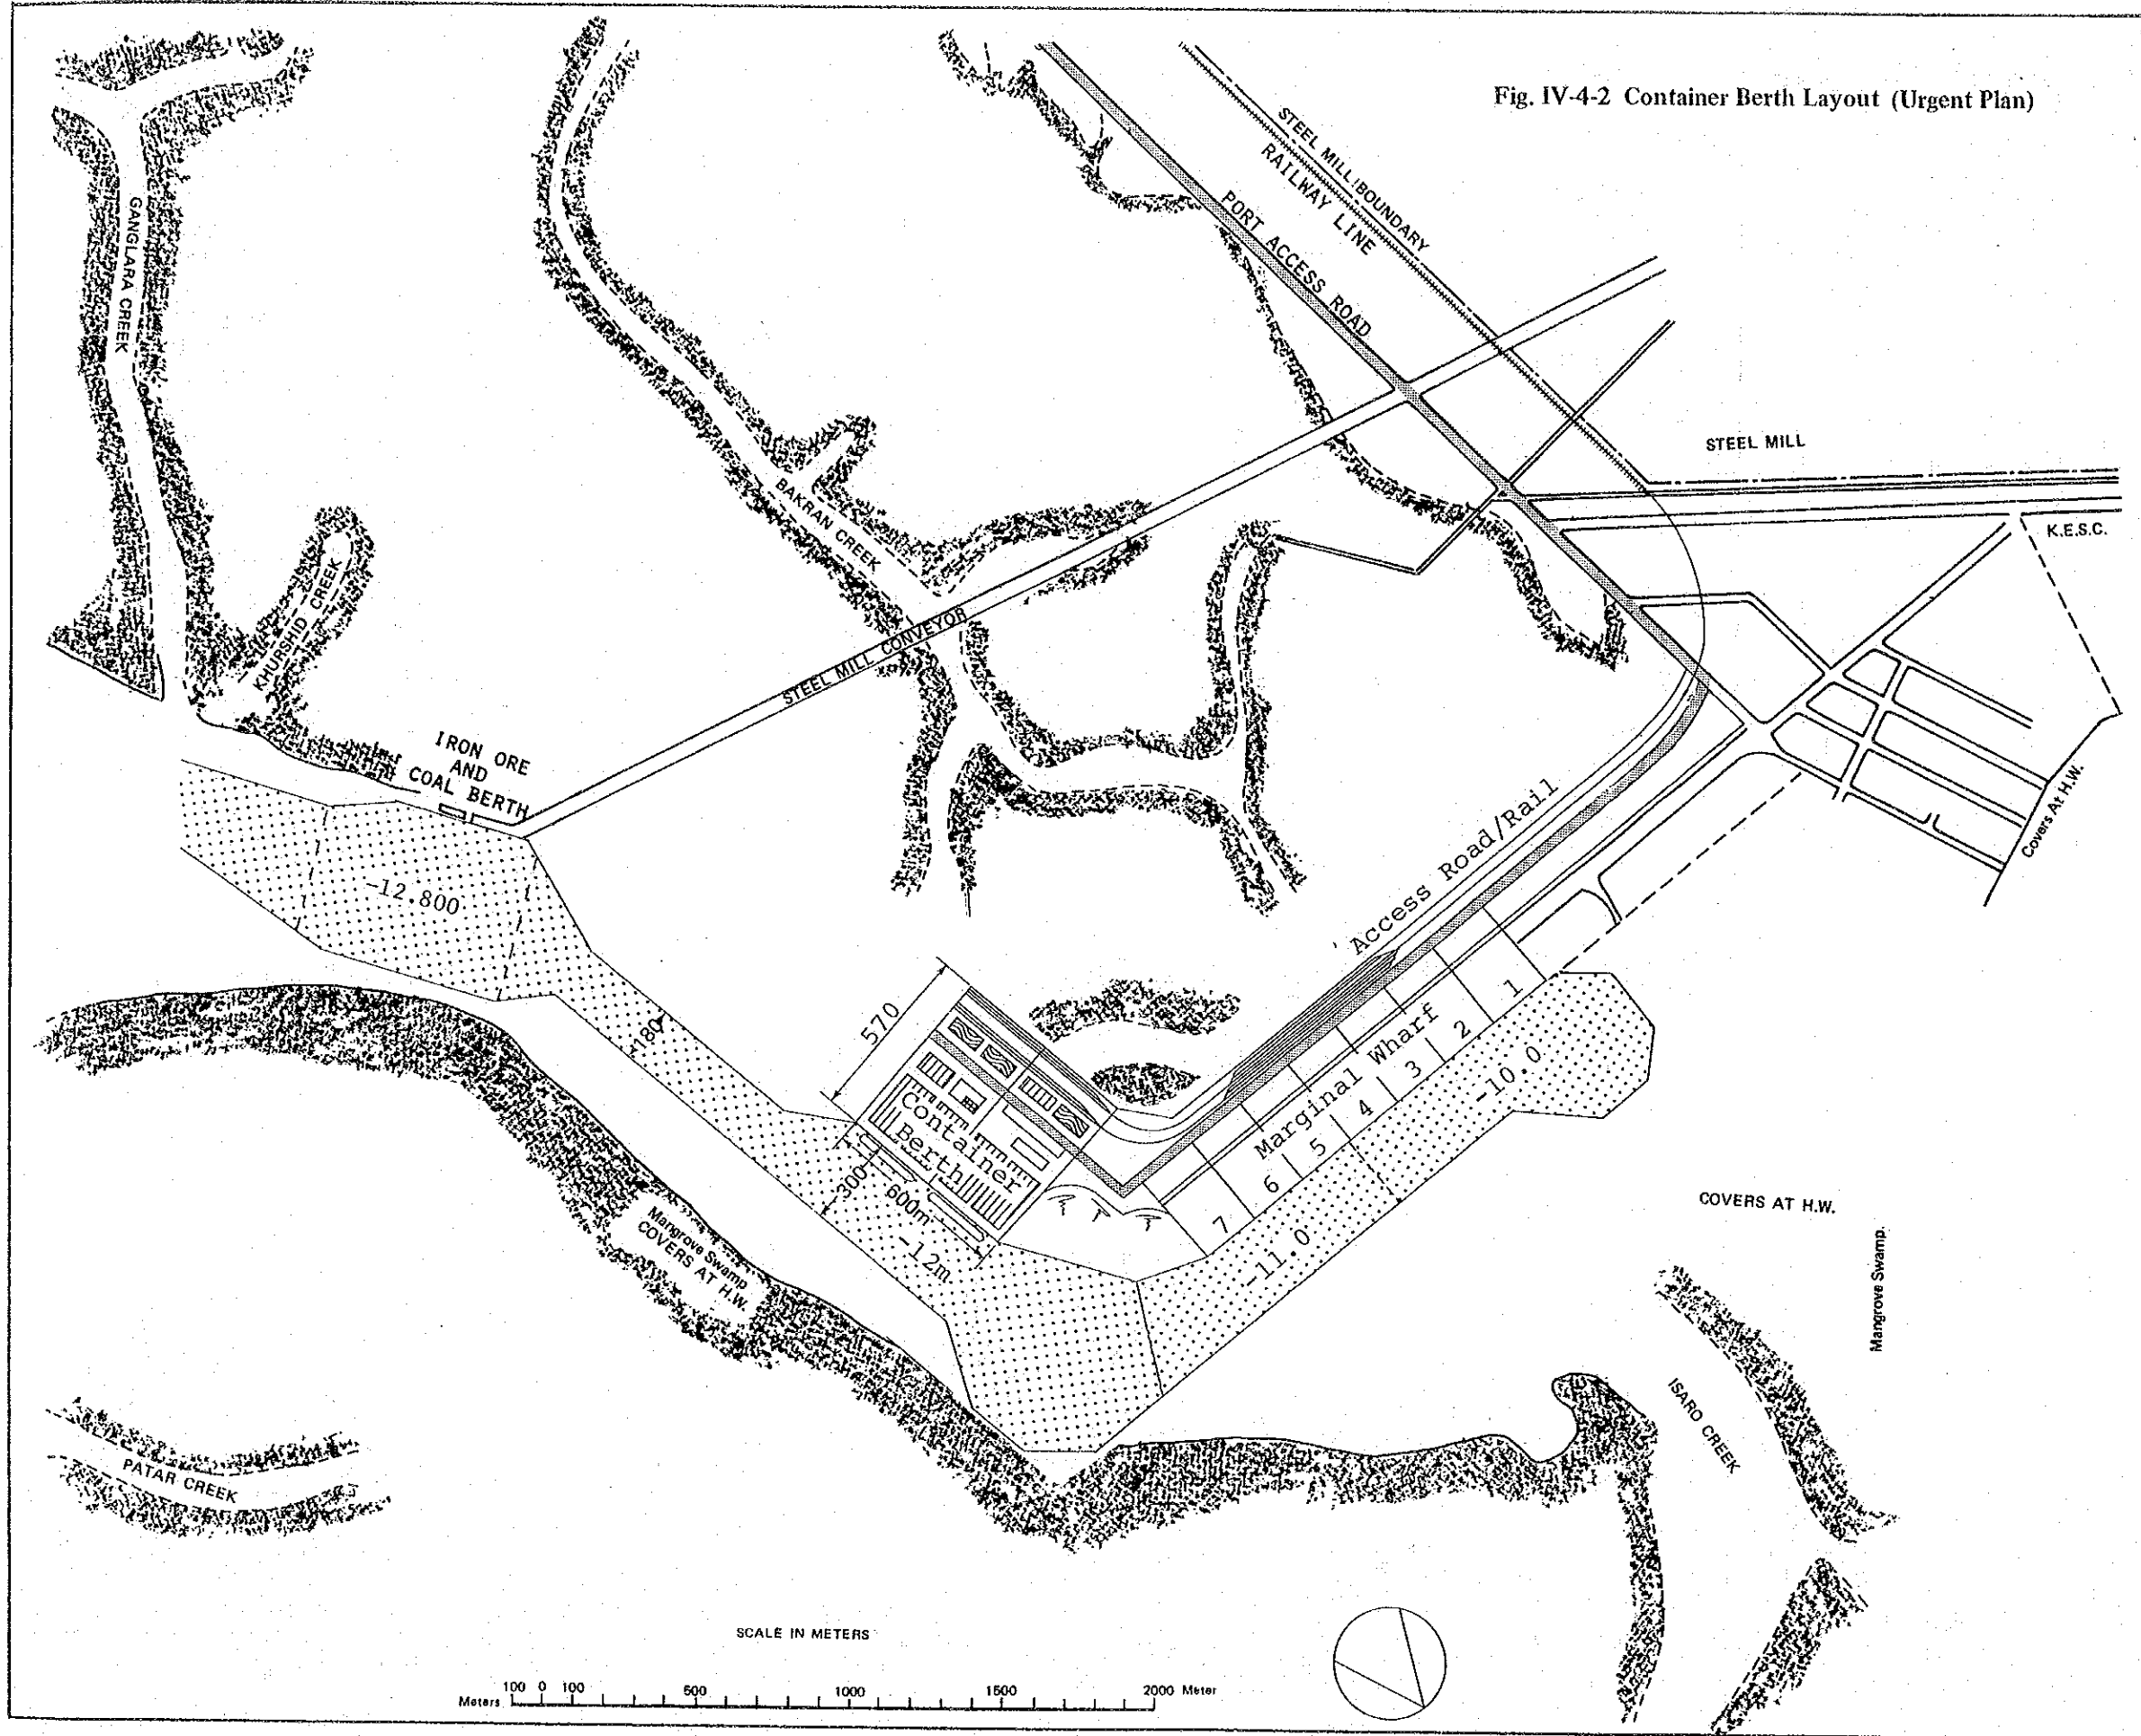 Fig. IV-4-2 Container Berth Layout (Urgent Plan)
STEEL MILL BOUNDARY
RAILWAY LINE
PORT ACCESS ROAD
GANGLARA CREEK
STEEL MILL
K.E.S.C.
BAKRAN CREEK
KHURSHID CREEK
STEEL MILL CONVEYOR
IRON ORE
AND
COAL BERTH
Covers At H.W.
Access Road/Rail
-12.800
180
570
Container
Berth
300
600m
-12m
Marginal Wharf
1
2
3
4
5
6
7
-10.0
-11.0
Mangrove Swamp
COVERS AT H.W.
COVERS AT H.W.
Mangrove Swamp.
ISARO CREEK
PATAR CREEK
SCALE IN METERS
Meters 100 0 100 500 1000 1500 2000 Meter